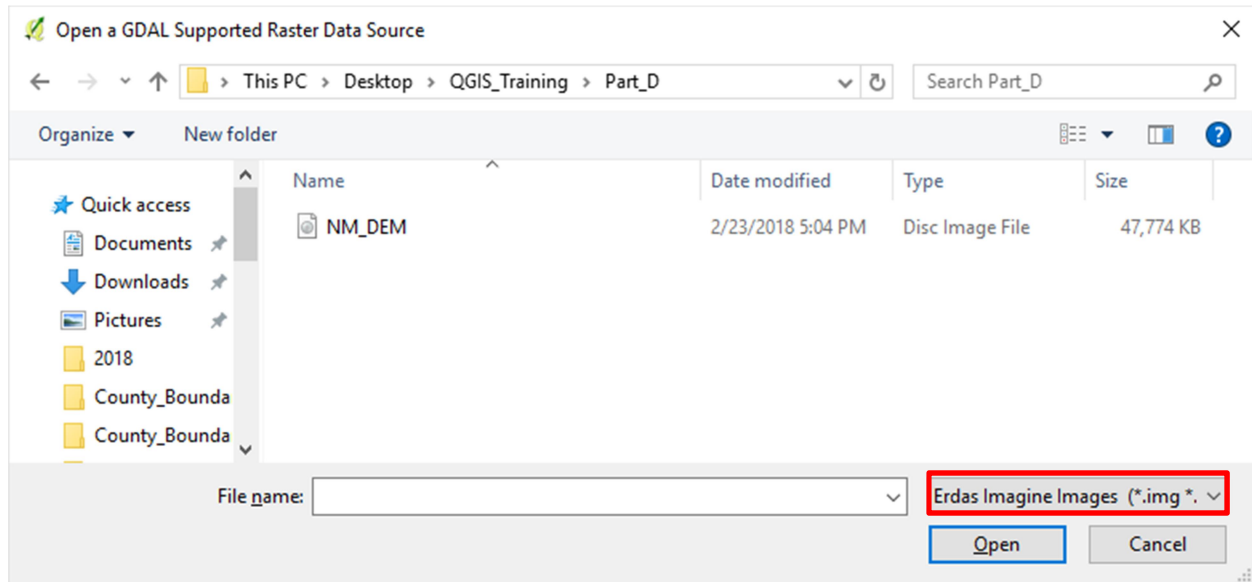 Open a GDAL Supported Raster Data Source
This PC > Desktop > QGIS_Training > Part_D
Search Part_D
Organize
New folder
Name
Date modified
Type
Size
Quick access
Documents
Downloads
Pictures
2018
County_Bounda
County_Bounda
NM_DEM
2/23/2018 5:04 PM
Disc Image File
47,774 KB
File name:
Erdas Imagine Images (*.img *.
Open
Cancel